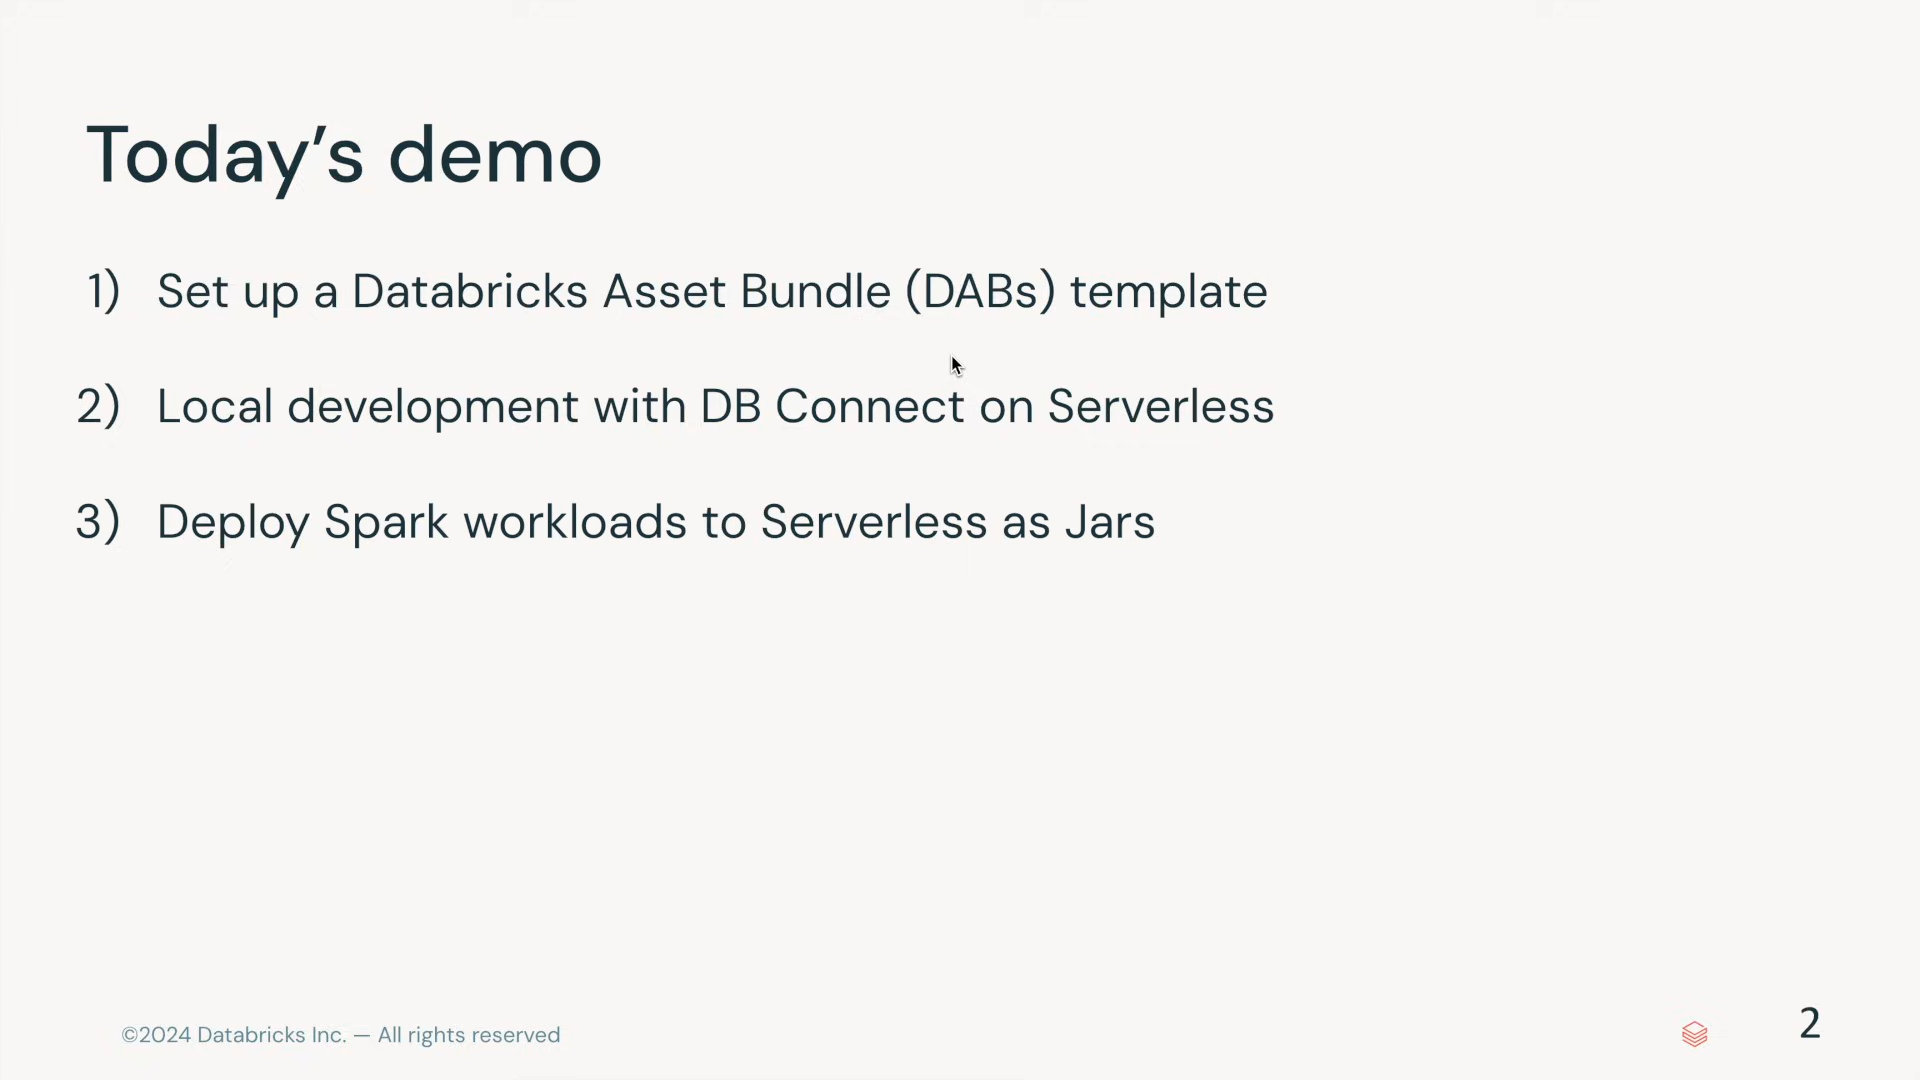 Today’s demo
1) Set up a Databricks Asset Bundle (DABs) template
2) Local development with DB Connect on Serverless
3) Deploy Spark workloads to Serverless as Jars
©2024 Databricks Inc. — All rights reserved
2